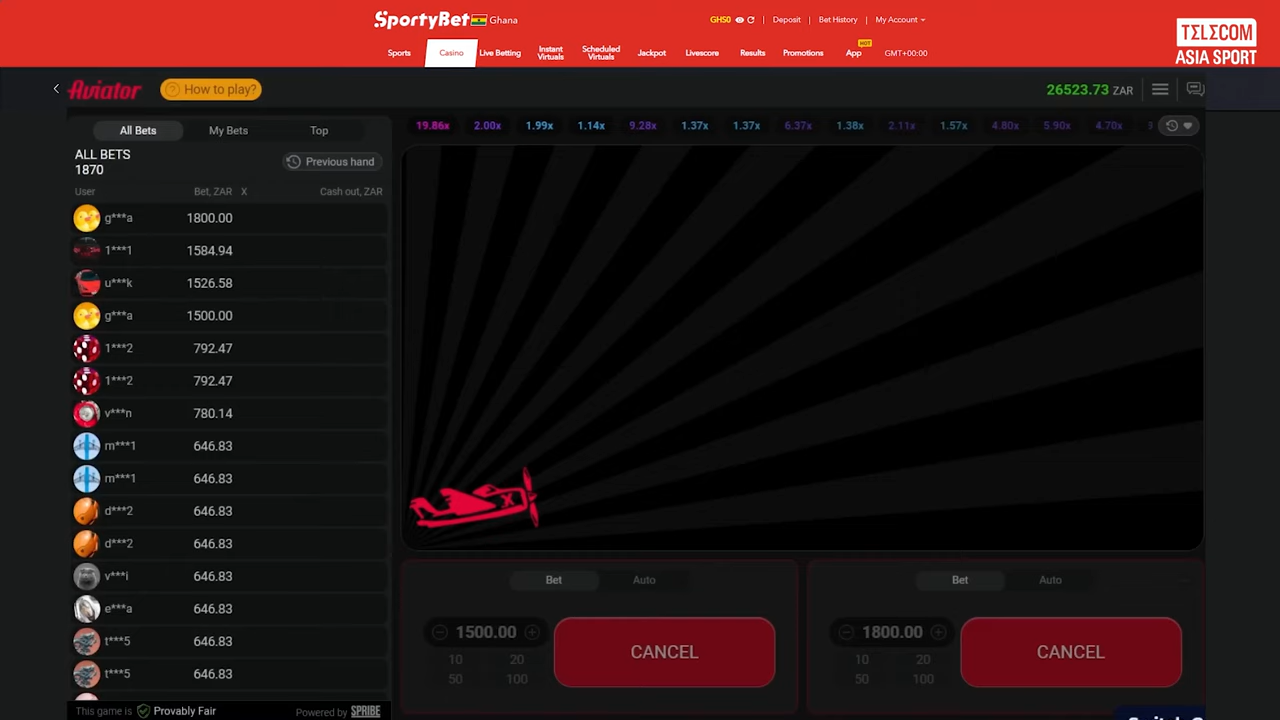 SportyBet Ghana
GHS0 Deposit Bet History My Account
TELECOM
ASIA SPORT
Sports Casino Live Betting Instant Virtuals Scheduled Virtuals Jackpot Livescore Results Promotions App HOT GMT+00:00
Aviator ? How to play? 26523.73 ZAR
All Bets My Bets Top
19.86x 2.00x 1.99x 1.14x 9.28x 1.37x 1.37x 6.37x 1.38x 2.11x 1.57x 4.80x 5.90x 4.70x 3
ALL BETS
1870
Previous hand
User Bet, ZAR X Cash out, ZAR
g***a 1800.00
1***1 1584.94
u***k 1526.58
g***a 1500.00
1***2 792.47
1***2 792.47
v***n 780.14
m***1 646.83
m***1 646.83
d***2 646.83
d***2 646.83
v***i 646.83
e***a 646.83
t***5 646.83
t***5 646.83
X
Bet Auto
1500.00
10 20
50 100
CANCEL
Bet Auto
1800.00
10 20
50 100
CANCEL
This game is Provably Fair Powered by SPRIBE